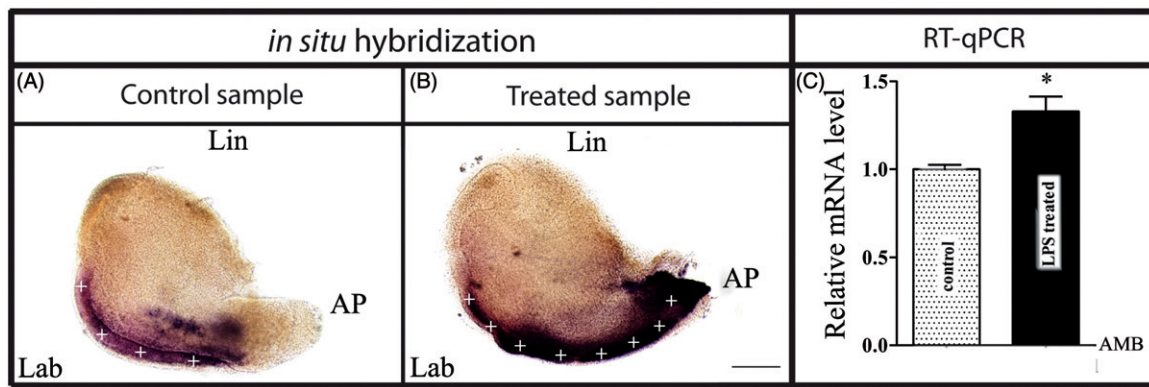 in situ hybridization
RT-qPCR
(A)
Control sample
(B)
Treated sample
(C)
Lin
AP
Lab
+ + + +
Lin
AP
Lab
+ + + + + + + +
Relative mRNA level
1.5
1.0
0.5
0.0
*
control
LPS treated
AMB